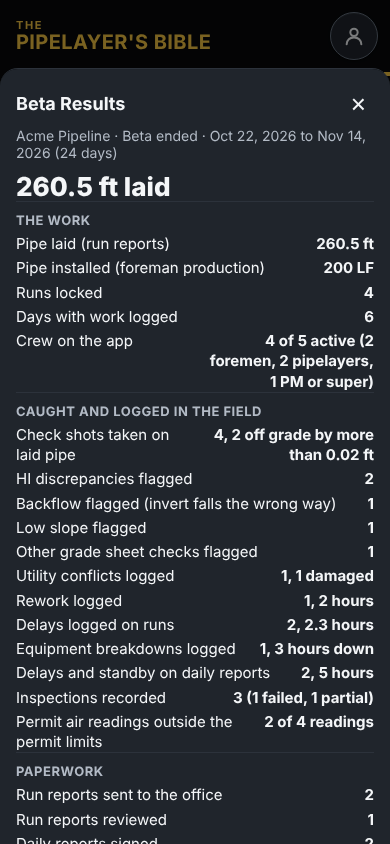 THE
PIPELAYER'S BIBLE
Beta Results
Acme Pipeline · Beta ended · Oct 22, 2026 to Nov 14,
2026 (24 days)
260.5 ft laid
THE WORK
Pipe laid (run reports) 260.5 ft
Pipe installed (foreman production) 200 LF
Runs locked 4
Days with work logged 6
Crew on the app 4 of 5 active (2
foremen, 2 pipelayers,
1 PM or super)
CAUGHT AND LOGGED IN THE FIELD
Check shots taken on 4, 2 off grade by more
laid pipe than 0.02 ft
HI discrepancies flagged 2
Backflow flagged (invert falls the wrong way) 1
Low slope flagged 1
Other grade sheet checks flagged 1
Utility conflicts logged 1, 1 damaged
Rework logged 1, 2 hours
Delays logged on runs 2, 2.3 hours
Equipment breakdowns logged 1, 3 hours down
Delays and standby on daily reports 2, 5 hours
Inspections recorded 3 (1 failed, 1 partial)
Permit air readings outside the 2 of 4 readings
permit limits
PAPERWORK
Run reports sent to the office 2
Run reports reviewed 1
Daily reports signed 2